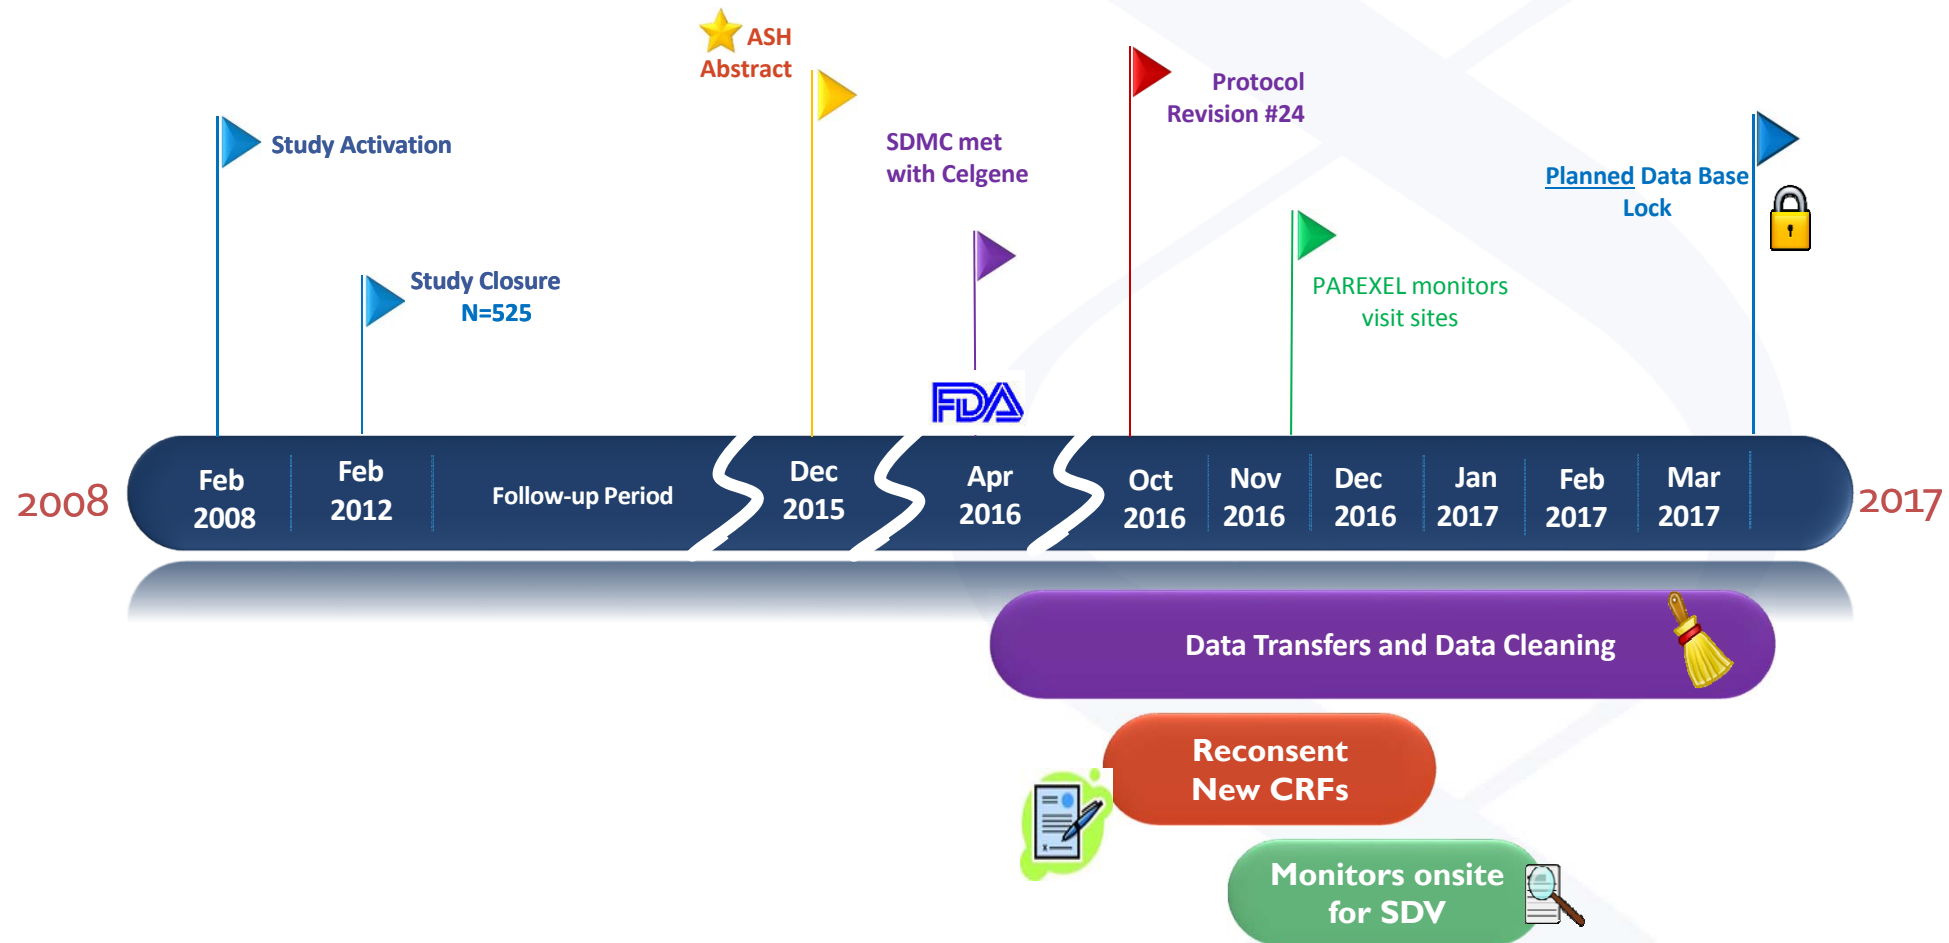 ASH
Abstract
Protocol
Revision #24
Study Activation
SDMC met
with Celgene
Planned Data Base
Lock
Study Closure
N=525
PAREXEL monitors
visit sites
FDA
2008
Feb
2008
Feb
2012
Follow-up Period
Dec
2015
Apr
2016
Oct
2016
Nov
2016
Dec
2016
Jan
2017
Feb
2017
Mar
2017
2017
Data Transfers and Data Cleaning
Reconsent
New CRFs
Monitors onsite
for SDV